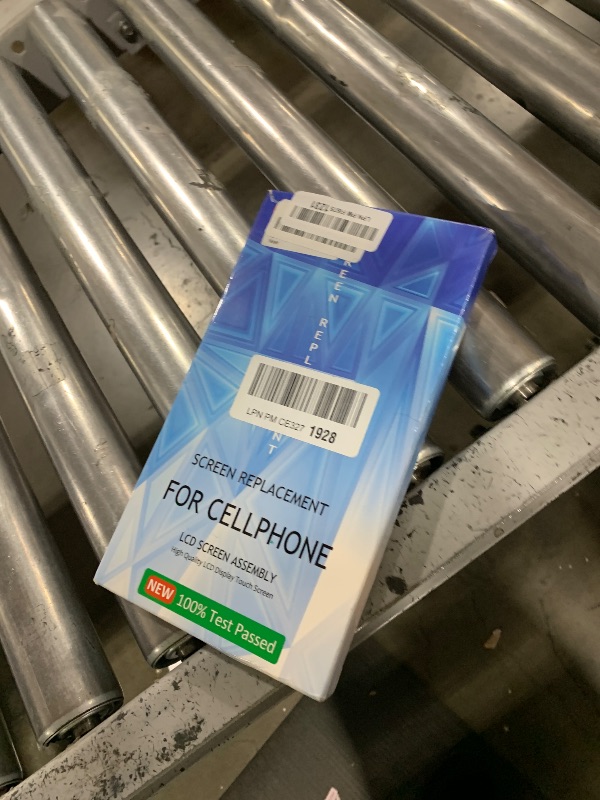 1231
REEN REPL
LPN PM CE327 1928
NT
SCREEN REPLACEMENT
FOR CELLPHONE
LCD SCREEN ASSEMBLY
High Quality LCD Display Touch Screen
NEW 100% Test Passed